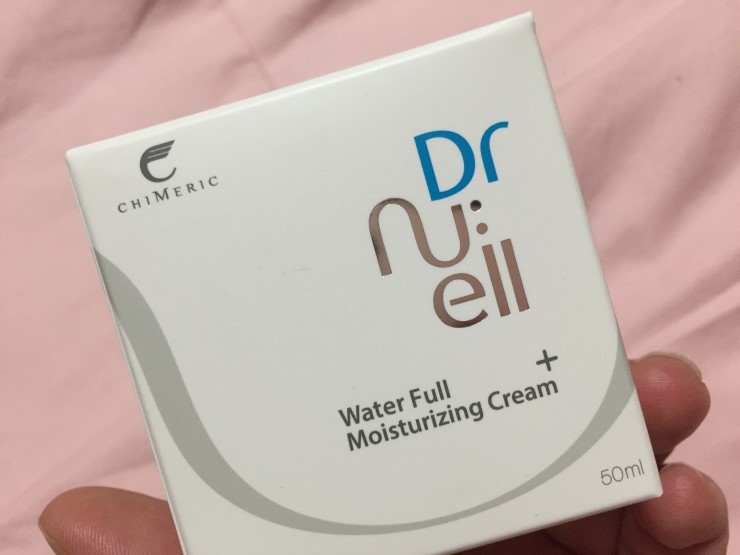 CHIMERIC
Dr
nu:
ell
+
Water Full
Moisturizing Cream
50ml